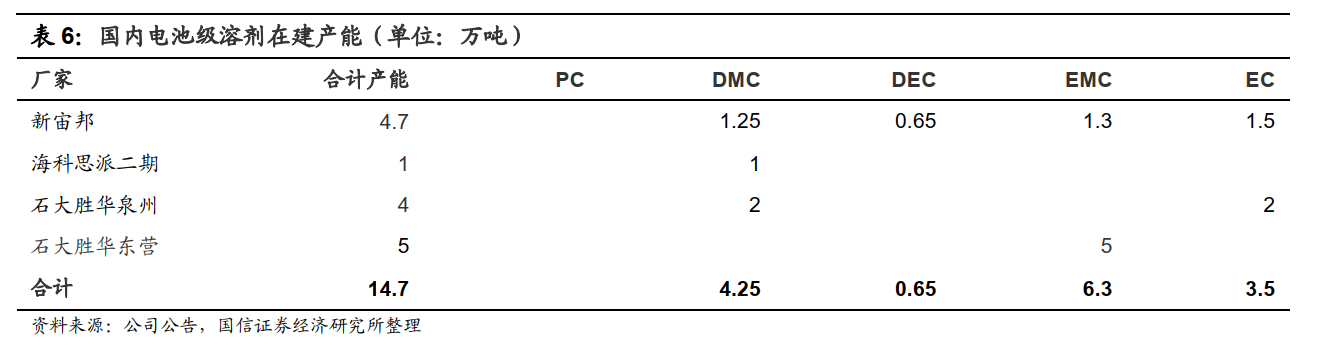 表 6：国内电池级溶剂在建产能（单位：万吨）
厂家 合计产能 PC DMC DEC EMC EC
新宙邦 4.7 1.25 0.65 1.3 1.5
海科思派二期 1 1
石大胜华泉州 4 2 2
石大胜华东营 5 5
合计 14.7 4.25 0.65 6.3 3.5
资料来源：公司公告，国信证券经济研究所整理